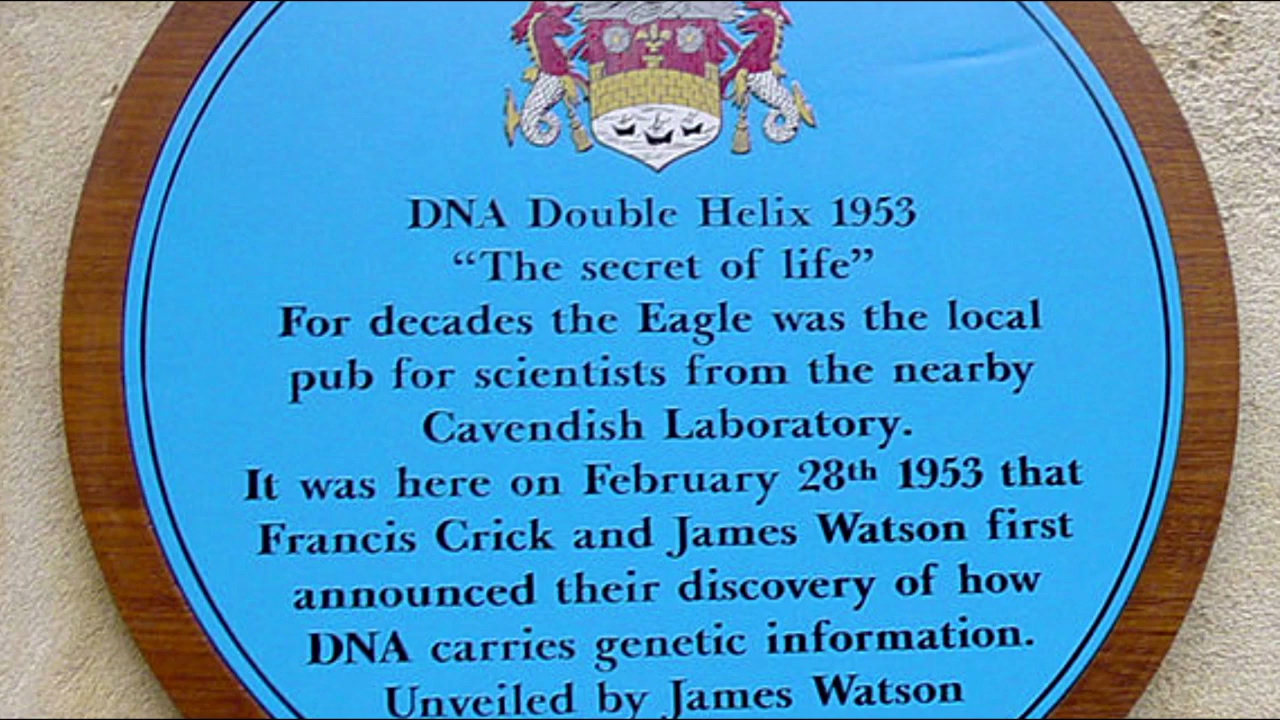 DNA Double Helix 1953
“The secret of life”
For decades the Eagle was the local
pub for scientists from the nearby
Cavendish Laboratory.
It was here on February 28th 1953 that
Francis Crick and James Watson first
announced their discovery of how
DNA carries genetic information.
Unveiled by James Watson